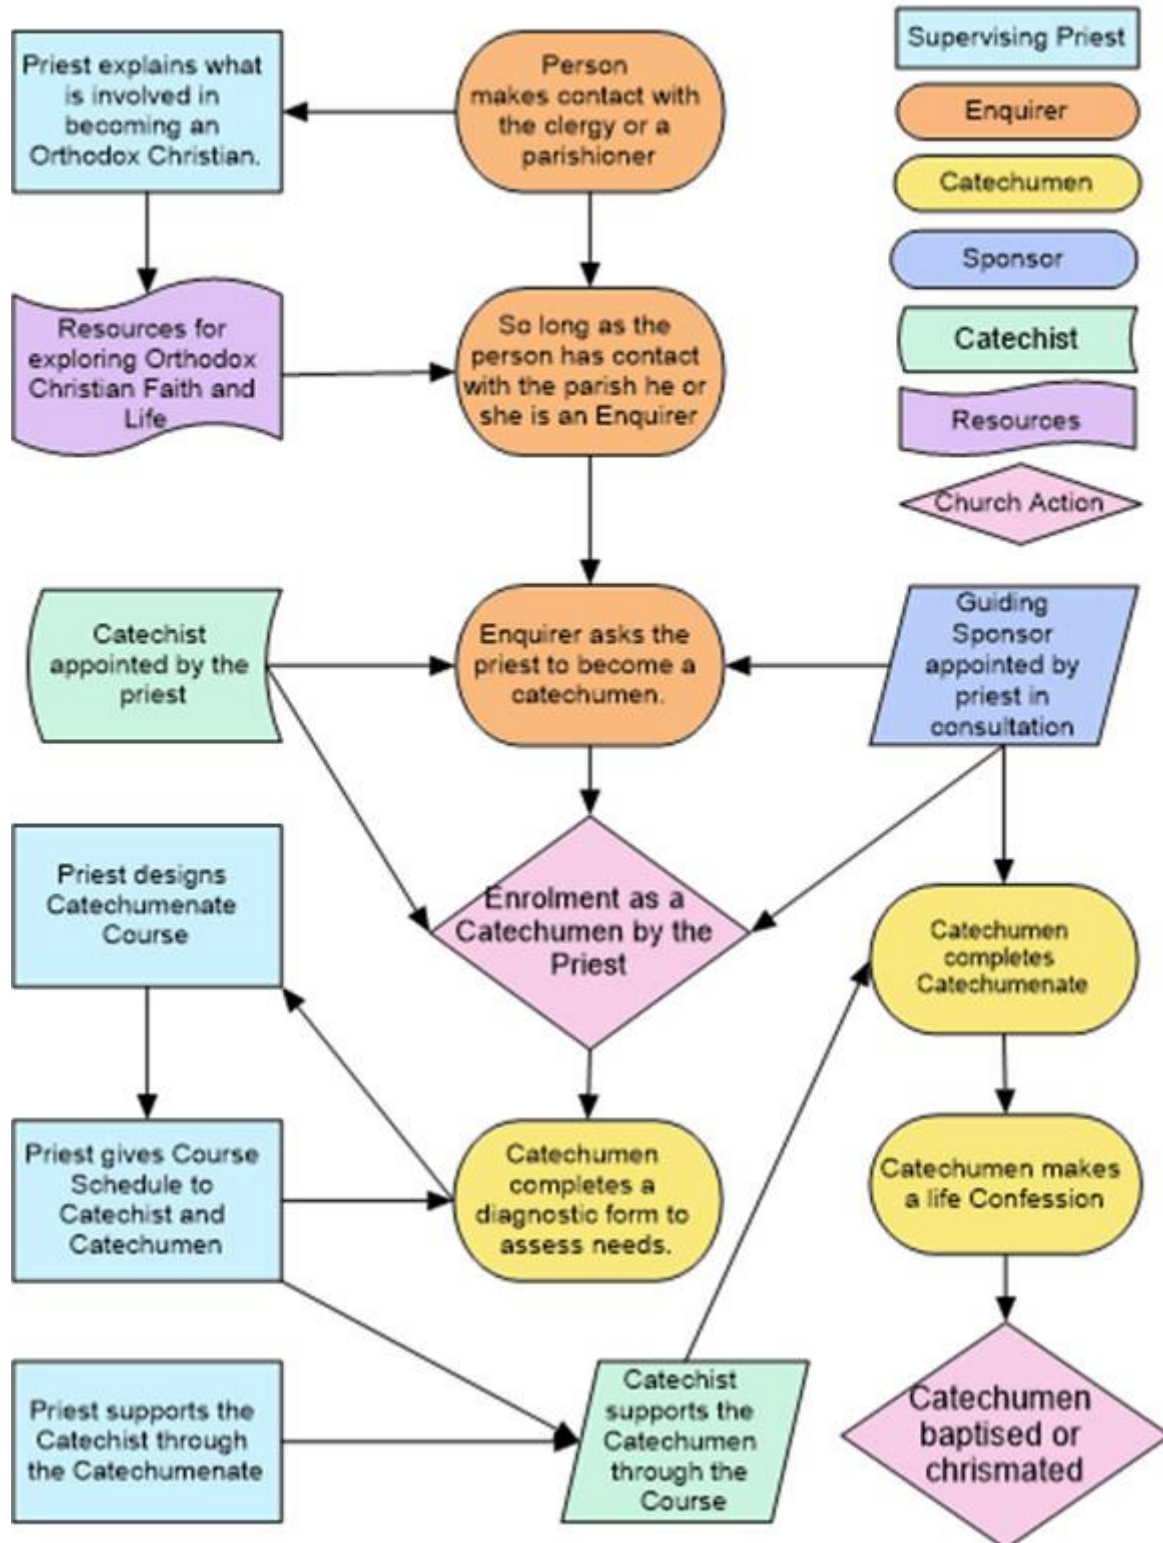 Priest explains what
is involved in
becoming an
Orthodox Christian.
Person
makes contact with
the clergy or a
parishioner
Supervising Priest
Enquirer
Catechumen
Sponsor
Catechist
Resources
Church Action
Resources for
exploring Orthodox
Christian Faith and
Life
So long as the
person has contact
with the parish he or
she is an Enquirer
Catechist
appointed by the
priest
Enquirer asks the
priest to become a
catechumen.
Guiding
Sponsor
appointed by
priest in
consultation
Priest designs
Catechumenate
Course
Enrolment as a
Catechumen by the
Priest
Catechumen
completes
Catechumenate
Priest gives Course
Schedule to
Catechist and
Catechumen
Catechumen
completes a
diagnostic form to
assess needs.
Catechumen makes
a life Confession
Priest supports the
Catechist through
the Catechumenate
Catechist
supports the
Catechumen
through the
Course
Catechumen
baptised or
chrismated